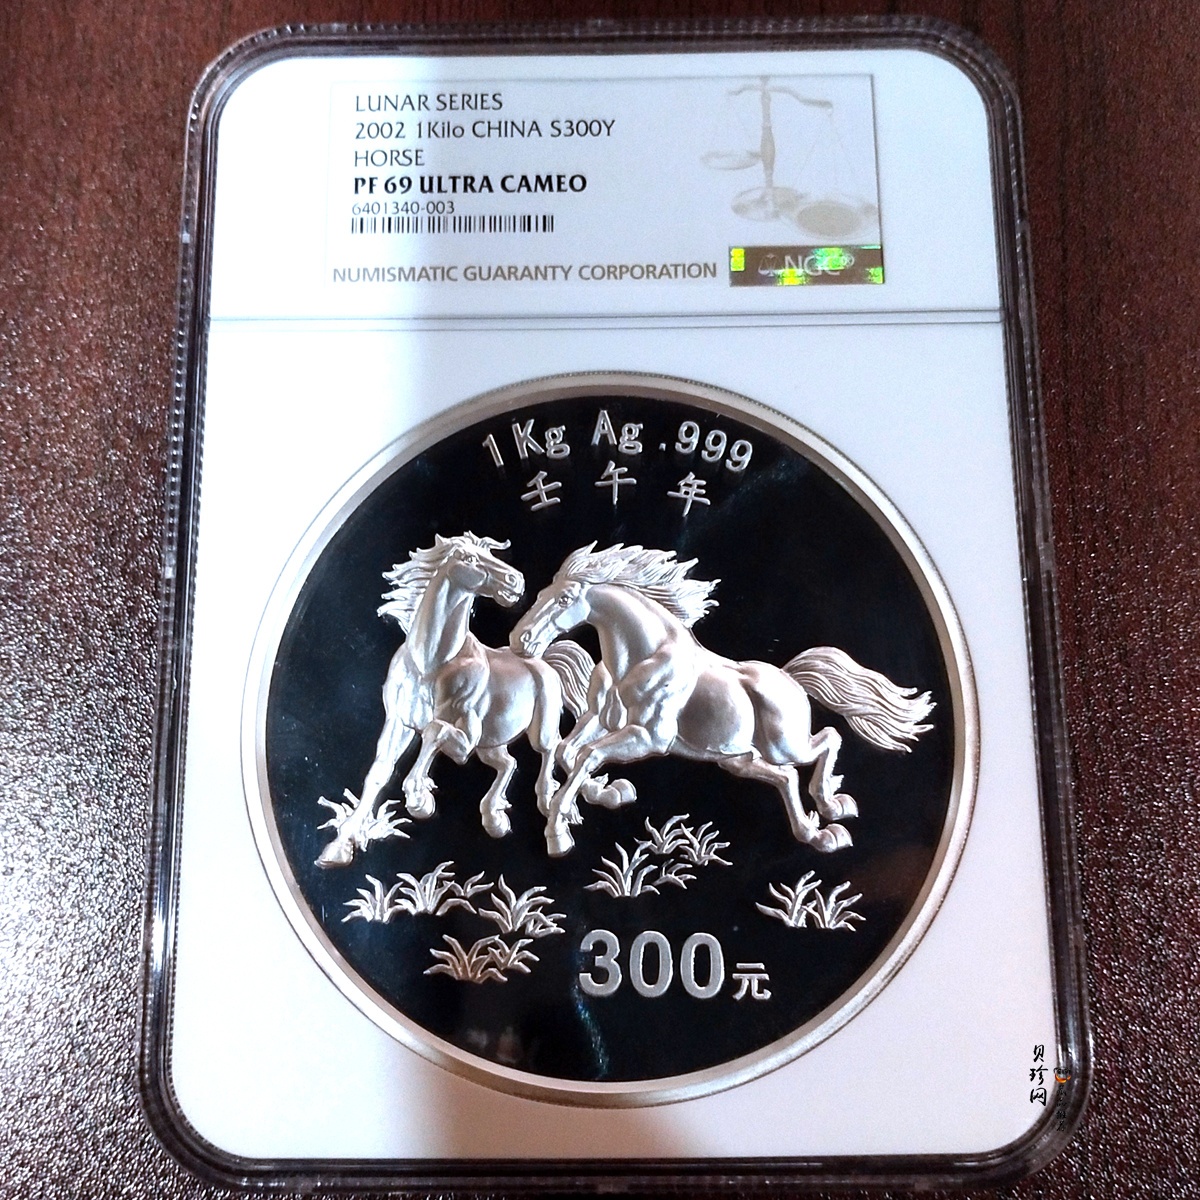 LUNAR SERIES
2002 1Kilo CHINA S300Y
HORSE
PF 69 ULTRA CAMEO
6401340-003
NUMISMATIC GUARANTY CORPORATION
NGC®
1Kg Ag .999
壬午年
300元
贝珍网